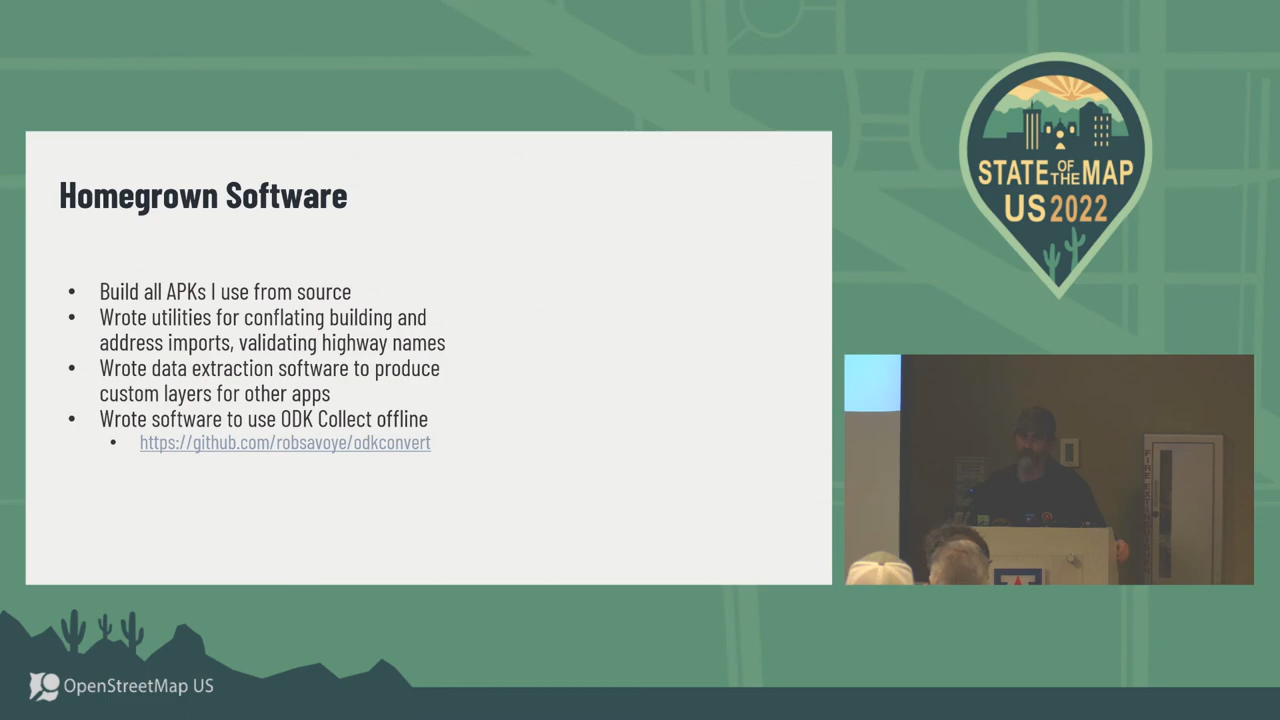 Homegrown Software
• Build all APKs I use from source
• Wrote utilities for conflating building and
address imports, validating highway names
• Wrote data extraction software to produce
custom layers for other apps
• Wrote software to use ODK Collect offline
• https://github.com/robsavoye/odkconvert
STATE OF THE MAP
US 2022
OpenStreetMap US